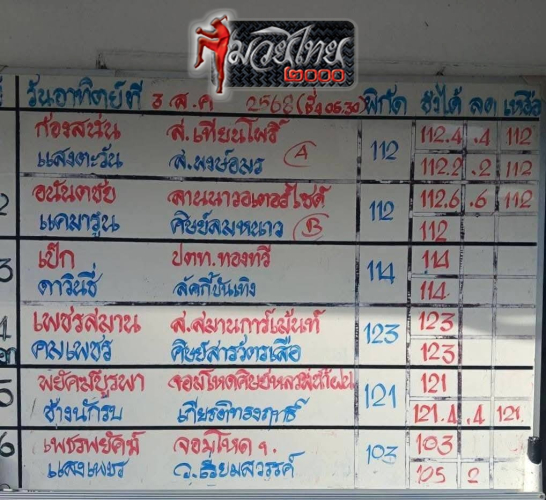 มวยไทย
๒๐๐๐
วันอาทิตย์ที่ 3 ส.ค 2568 พิกัด ชั่งได้ ลด เหลือ
ก้องสนั่น ส.เทียนโพธิ์ 112 112.4 .4 112
แสงตะวัน ส.พงษ์อมร A 112.2 .2 112
2 อนันตชัย ลานนาวอเตอร์ไซด์ 112 112.6 .6 112
แคมารูน ศิษย์สมหนาว B 112
3 เป๊ก ปตท.ทองทวี 114 114
ดาวินชี่ ลัคกี้บันเทิง 114
4 เพชรสมาน ส.สมานการ์เม้นท์ 123 123
คมเพชร ศิษย์สารวัตรเสือ 123
5 พยัคฆ์บูรพา 121 121
ช้างนักรบ เกียรติทองฤทธิ์ 121.4 .4 121
6 เพชรพยัคฆ์ จอมโหด 103 103
แสงเพชร ว.เรียมสวรรค์ 105 2